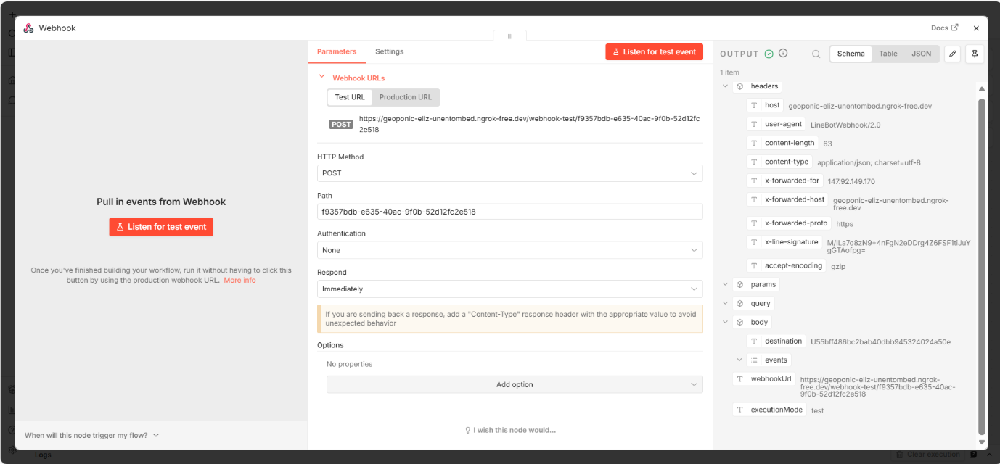 Webhook
Docs
Parameters
Settings
Listen for test event
Webhook URLs
Test URL
Production URL
POST
https://geoponic-eliz-unentombed.ngrok-free.dev/webhook-test/f9357bdb-e635-40ac-9f0b-52d12fc
2e518
HTTP Method
POST
Path
f9357bdb-e635-40ac-9f0b-52d12fc2e518
Authentication
None
Respond
Immediately
If you are sending back a response, add a "Content-Type" response header with the appropriate value to avoid
unexpected behavior
Options
No properties
Add option
I wish this node would...
Pull in events from Webhook
Listen for test event
Once you've finished building your workflow, run it without having to click this
button by using the production webhook URL. More info
When will this node trigger my flow?
OUTPUT
Schema
Table
JSON
1 item
headers
T host geoponic-eliz-unentombed.ngrok-free.dev
T user-agent LineBotWebhook/2.0
T content-length 63
T content-type application/json; charset=utf-8
T x-forwarded-for 147.92.149.170
T x-forwarded-host geoponic-eliz-unentombed.ngrok-
free.dev
T x-forwarded-proto https
T x-line-signature M/ILa7o8zN9+4nFgN2eDDrg4Z6FSF1tiJuY
gGTAofpg=
T accept-encoding gzip
params
query
body
T destination U55bff486bc2bab40dbb945324024a50e
events
T webhookUrl https://geoponic-eliz-unentombed.ngrok-
free.dev/webhook-test/f9357bdb-e635-40ac-
9f0b-52d12fc2e518
T executionMode test
Logs
Clear execution